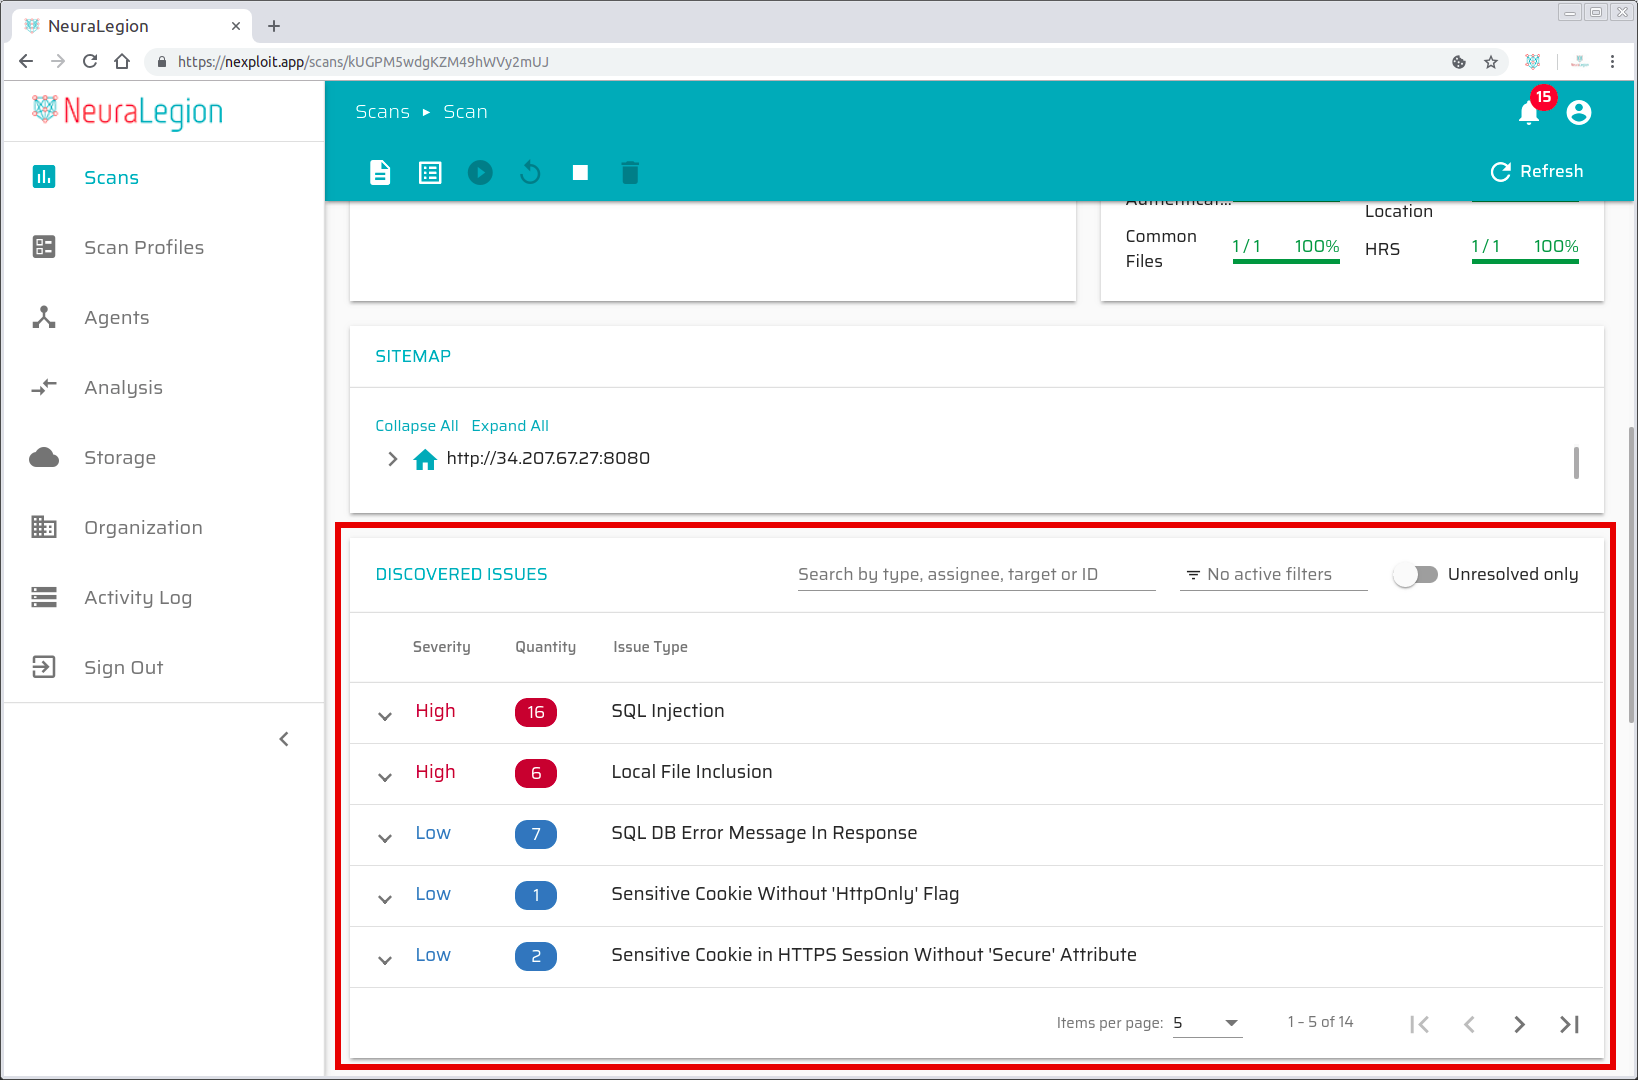 NeuraLegion
https://nexploit.app/scans/kUGPM5wdgKZM49hWVy2mUJ
NeuraLegion
Scans ▸ Scan
15
Refresh
Scans
Scan Profiles
Agents
Analysis
Storage
Organization
Activity Log
Sign Out
Location
Common Files 1 / 1 100%
HRS 1 / 1 100%
SITEMAP
Collapse All Expand All
http://34.207.67.27:8080
DISCOVERED ISSUES Search by type, assignee, target or ID No active filters Unresolved only
Severity Quantity Issue Type
High 16 SQL Injection
High 6 Local File Inclusion
Low 7 SQL DB Error Message In Response
Low 1 Sensitive Cookie Without 'HttpOnly' Flag
Low 2 Sensitive Cookie in HTTPS Session Without 'Secure' Attribute
Items per page: 5 1 – 5 of 14